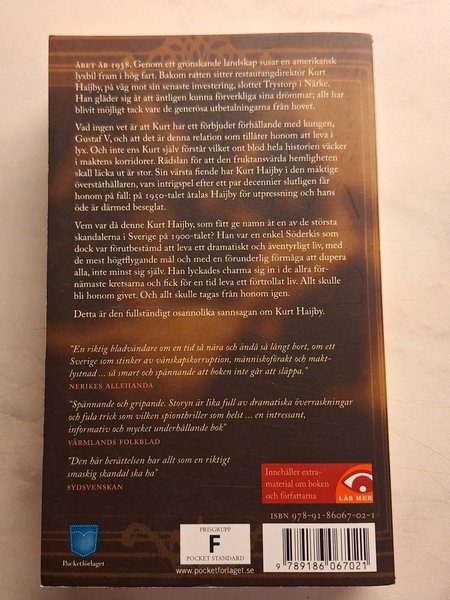 ÅRET ÄR 1938. Genom ett grönskande landskap susar en amerikansk
lyxbil fram i hög fart. Bakom ratten sitter restaurangdirektör Kurt
Haijby, på väg mot sin senaste investering, slottet Trystorp i Närke.
Han gläder sig åt att äntligen kunna förverkliga sina drömmar; allt har
blivit möjligt tack vare de generösa utbetalningarna från hovet.
Vad ingen vet är att Kurt har ett förbjudet förhållande med kungen,
Gustaf V, och att det är denna relation som tillåter honom att leva i
lyx. Och inte ens Kurt själv förstår vilket ont blod hela historien väcker
i maktens korridorer. Rädslan för att den fruktansvärda hemligheten
skall läcka ut är stor. Sin värsta fiende har Kurt Haijby i den mäktige
överståthållaren, vars intrigspel efter ett par decennier slutligen får
honom på fall: på 1950-talet åtalas Haijby för utpressning och hans
öde är därmed beseglat.
Vem var då denne Kurt Haijby, som fått ge namn åt en av de största
skandalerna i Sverige på 1900-talet? Han var en enkel Söderkis som
dock var förutbestämd att leva ett dramatiskt och äventyrligt liv, med
de mest högtflygande mål och med en förunderlig förmåga att dupera
alla, inte minst sig själv. Han lyckades charma sig in i de allra för-
nämaste kretsarna och fick för en tid leva ett förtrollat liv. Allt skulle
bli honom givet. Och allt skulle tagas från honom igen.
Detta är den fullständigt osannolika sannsagan om Kurt Haijby.
"En riktig bladvändare om en tid så nära och ändå så långt bort, om ett
Sverige som stinker av vänskapskorruption, människoförakt och makt-
lystnad ... så smart och spännande att boken inte går att släppa."
NERIKES ALLEHANDA
"Spännande och gripande. Storyn är lika full av dramatiska överraskningar
och fula trick som vilken spionthriller som helst ... en intressant,
informativ och mycket underhållande bok"
VÄRMLANDS FOLKBLAD
"Den här berättelsen har allt som en riktigt
smaskig skandal ska ha"
SYDSVENSKAN
Innehåller extra-
material om boken
och författarna
LÄS MER
ISBN 978-91-86067-02-1
PRISGRUPP
F
POCKET STANDARD
Pocketförlaget
www.pocketforlaget.se
9 789186 067021